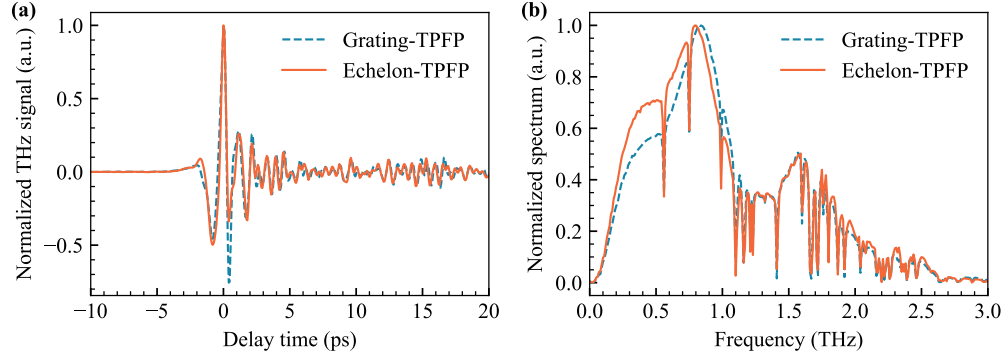 (a)
Normalized THz signal (a.u.)
1.0
0.5
0.0
−0.5
−10
−5
0
5
10
15
20
Delay time (ps)
Grating-TPFP
Echelon-TPFP
(b)
Normalized spectrum (a.u.)
1.0
0.8
0.6
0.4
0.2
0.0
0.0
0.5
1.0
1.5
2.0
2.5
3.0
Frequency (THz)
Grating-TPFP
Echelon-TPFP